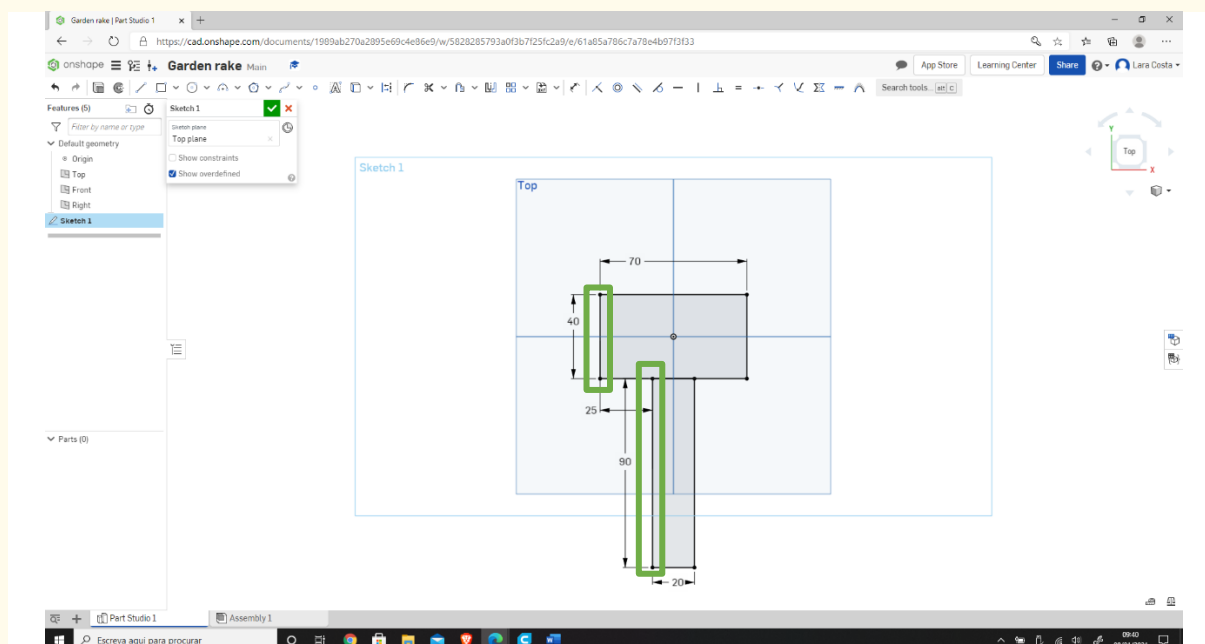 Garden rake | Part Studio 1
https://cad.onshape.com/documents/1989ab270a2895e69c4e86e9/w/5828285793a0f3b7f25fc2a9/e/61a85a786c7a78e4b97f3f33
onshape Garden rake Main App Store Learning Center Share Lara Costa
Search tools... alt C
Features (5)
Filter by name or type
Default geometry
Origin
Top
Front
Right
Sketch 1
Sketch 1
Sketch plane
Top plane
Show constraints
Show overdefined
Sketch 1
Top
70
40
25
90
20
Y
Top
X
Parts (0)
Part Studio 1 Assembly 1
Escreva aqui para procurar
09:40